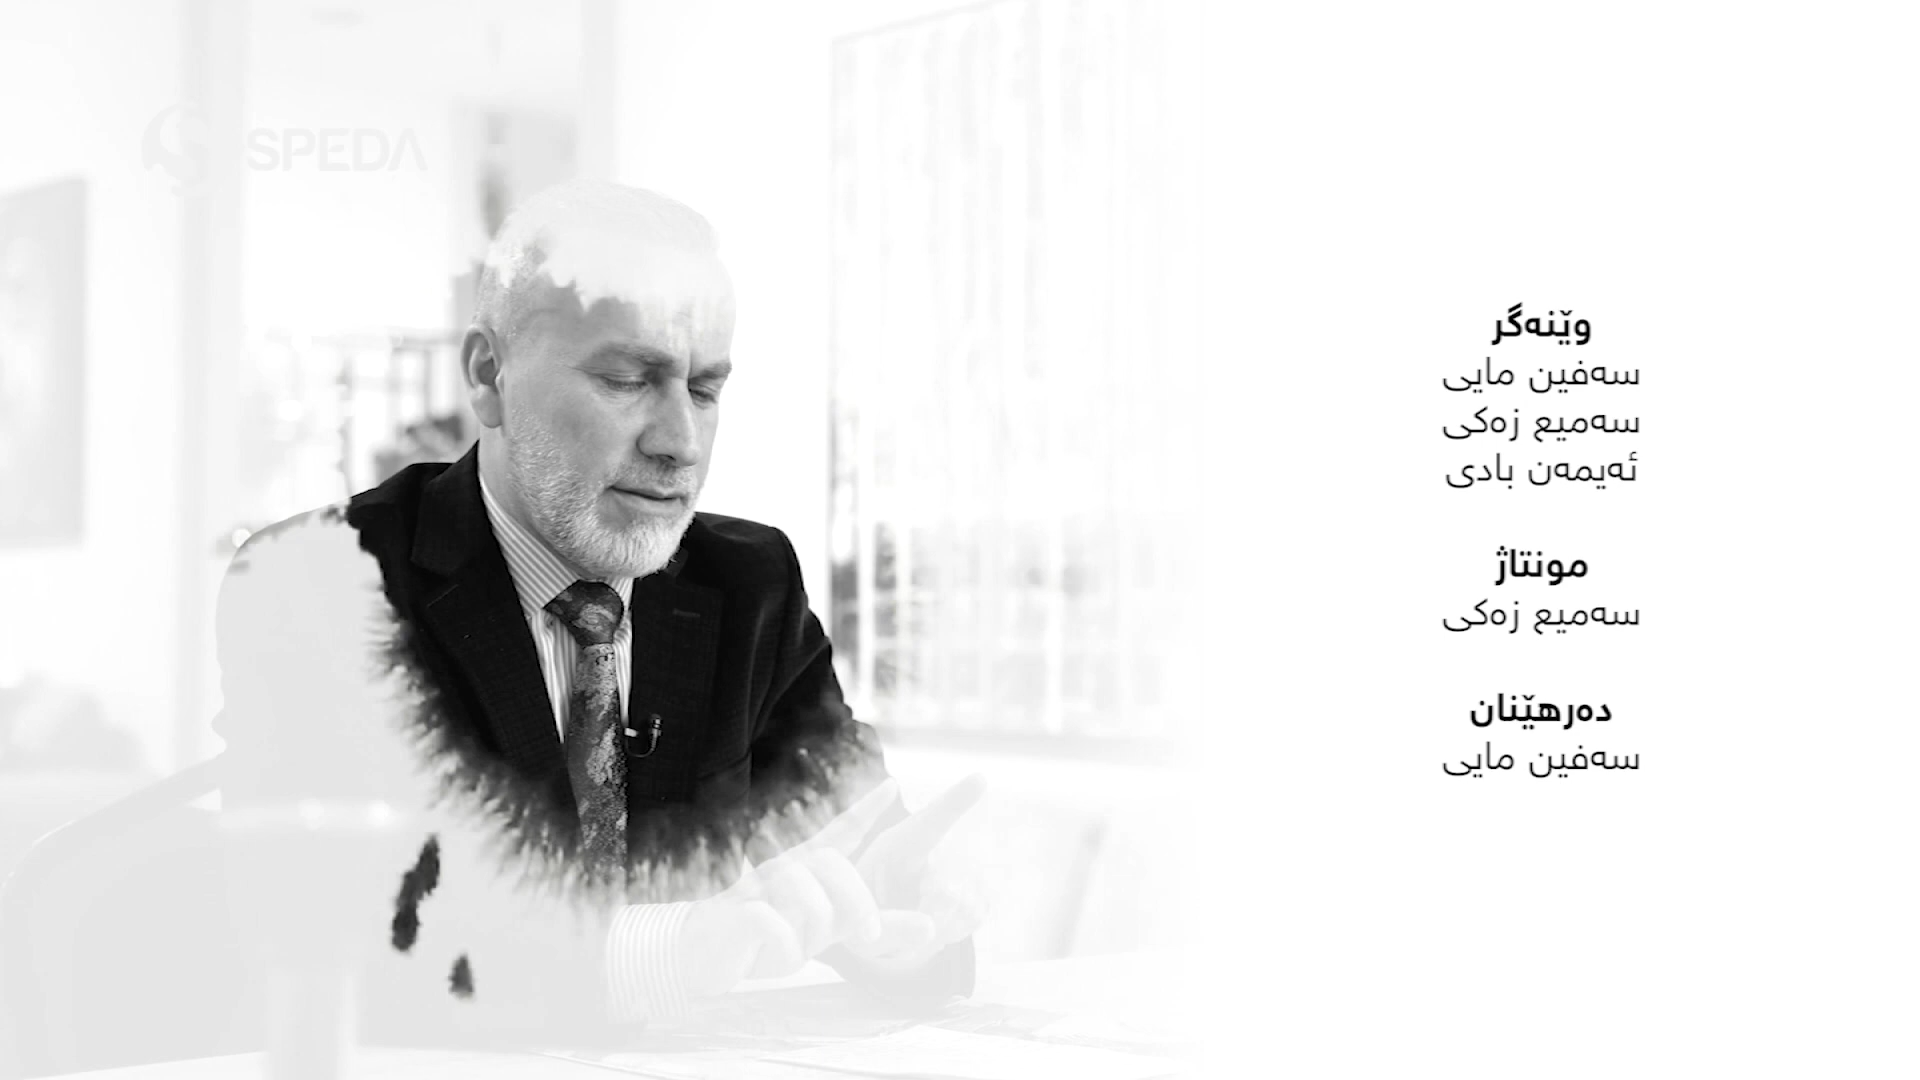 SPEDA
وێنەگر
سەفین مایی
سەمیع زەکی
ئەیمەن بادی
مونتاژ
سەمیع زەکی
دەرهێنان
سەفین مایی